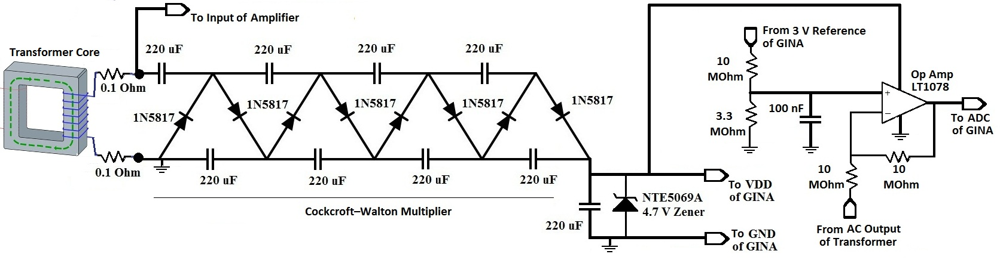 To Input of Amplifier
Transformer Core
0.1 Ohm
0.1 Ohm
220 uF
220 uF
220 uF
220 uF
1N5817
1N5817
1N5817
1N5817
1N5817
220 uF
220 uF
220 uF
220 uF
Cockcroft–Walton Multiplier
220 uF
NTE5069A
4.7 V Zener
To VDD
of GINA
To GND
of GINA
From 3 V Reference
of GINA
10
MOhm
3.3
MOhm
100 nF
Op Amp
LT1078
+
−
To ADC
of GINA
10
MOhm
10
MOhm
From AC Output
of Transformer